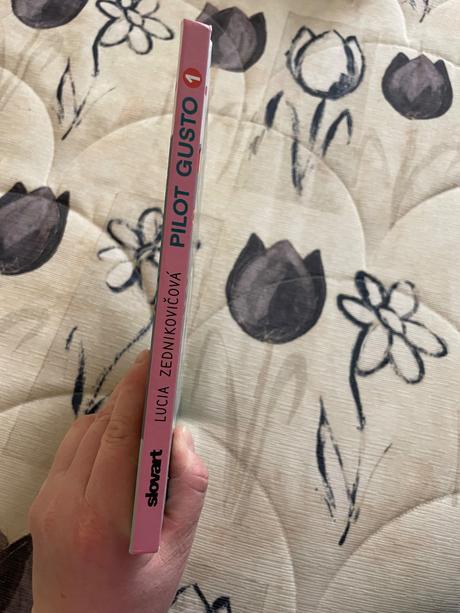 slovart LUCIA ZEDNIKOVIČOVÁ PILOT GUSTO 1